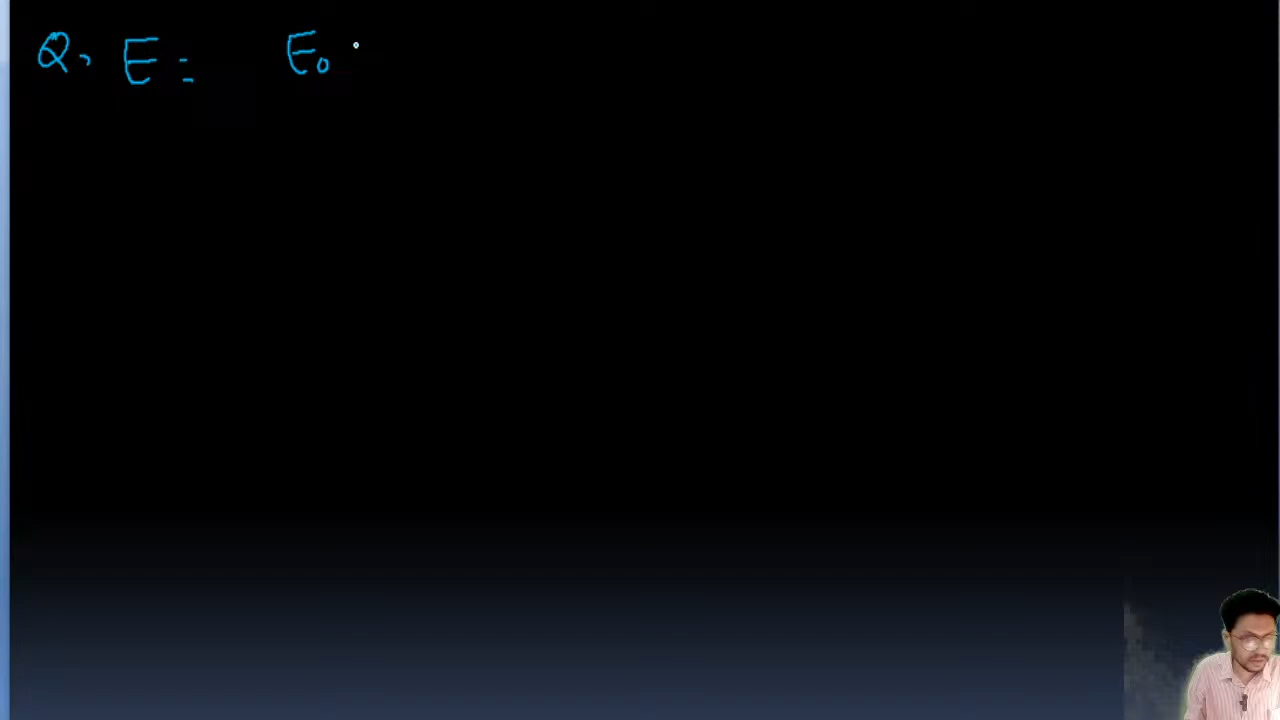 Q, E = E₀